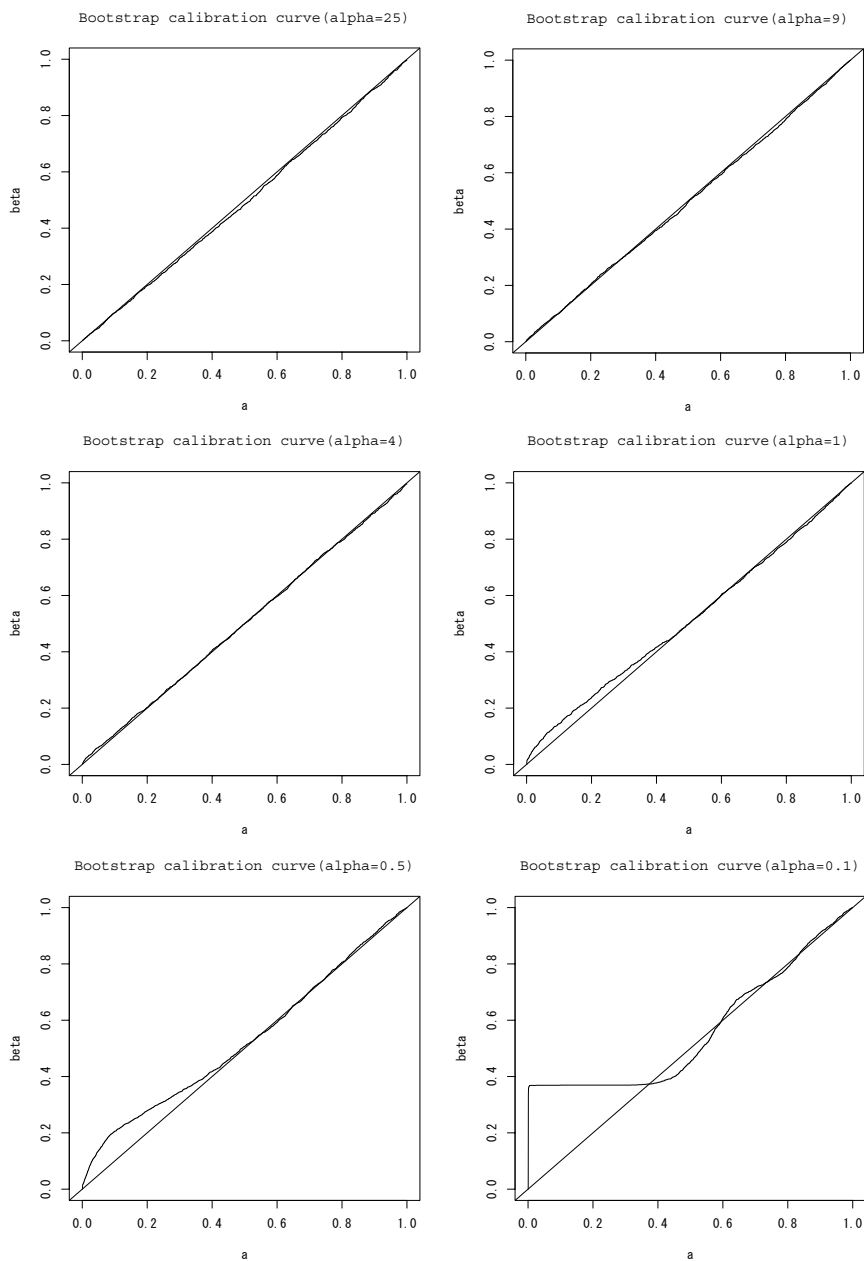 Bootstrap calibration curve(alpha=25)
beta
0.0 0.2 0.4 0.6 0.8 1.0
0.0 0.2 0.4 0.6 0.8 1.0
a
Bootstrap calibration curve(alpha=9)
beta
0.0 0.2 0.4 0.6 0.8 1.0
0.0 0.2 0.4 0.6 0.8 1.0
a
Bootstrap calibration curve(alpha=4)
beta
0.0 0.2 0.4 0.6 0.8 1.0
0.0 0.2 0.4 0.6 0.8 1.0
a
Bootstrap calibration curve(alpha=1)
beta
0.0 0.2 0.4 0.6 0.8 1.0
0.0 0.2 0.4 0.6 0.8 1.0
a
Bootstrap calibration curve(alpha=0.5)
beta
0.0 0.2 0.4 0.6 0.8 1.0
0.0 0.2 0.4 0.6 0.8 1.0
a
Bootstrap calibration curve(alpha=0.1)
beta
0.0 0.2 0.4 0.6 0.8 1.0
0.0 0.2 0.4 0.6 0.8 1.0
a